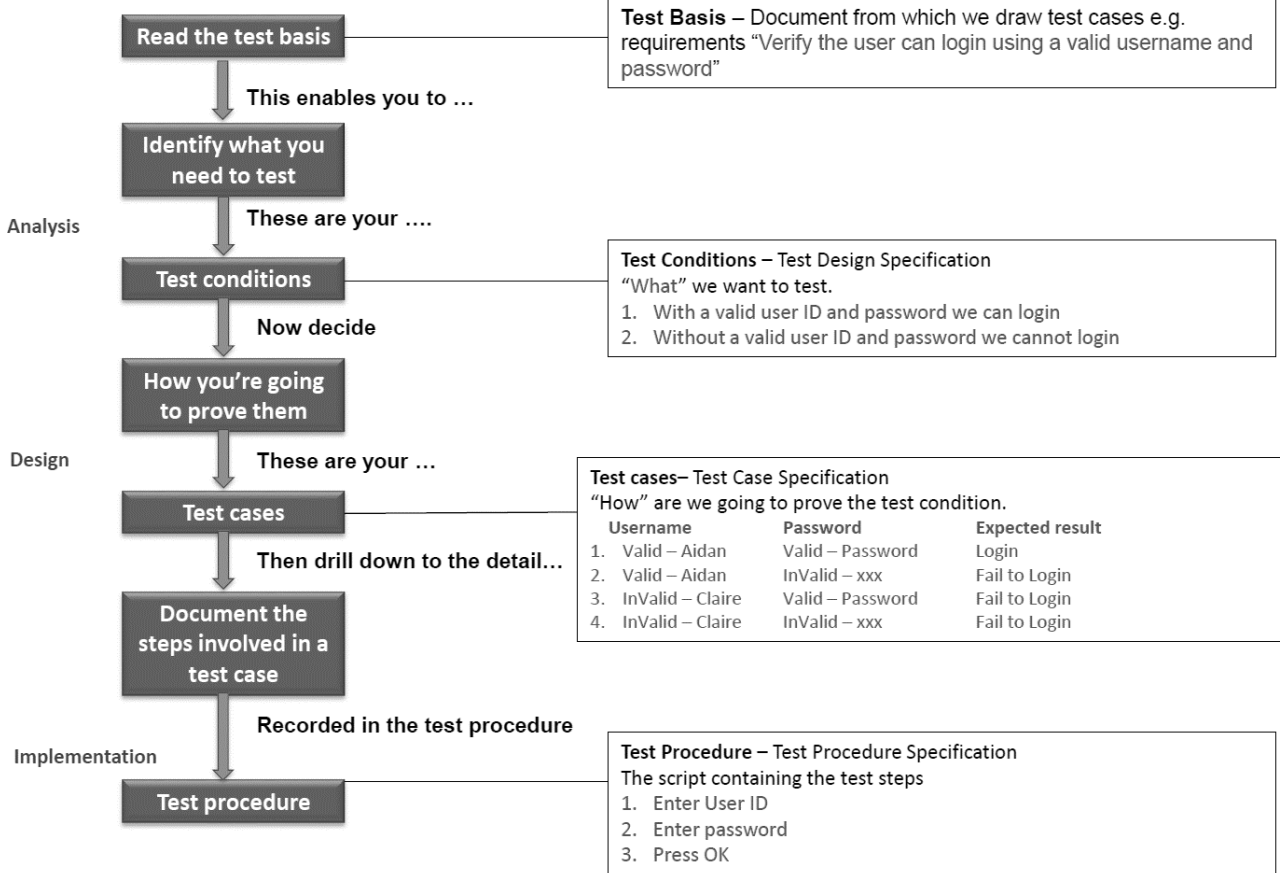 Read the test basis
Test Basis – Document from which we draw test cases e.g.
requirements “Verify the user can login using a valid username and
password”
This enables you to …
Identify what you
need to test
Analysis
These are your ….
Test conditions
Test Conditions – Test Design Specification
“What” we want to test.
1. With a valid user ID and password we can login
2. Without a valid user ID and password we cannot login
Now decide
How you’re going
to prove them
Design
These are your …
Test cases
Test cases– Test Case Specification
“How” are we going to prove the test condition.
Username Password Expected result
1. Valid – Aidan Valid – Password Login
2. Valid – Aidan InValid – xxx Fail to Login
3. InValid – Claire Valid – Password Fail to Login
4. InValid – Claire InValid – xxx Fail to Login
Then drill down to the detail…
Document the
steps involved in a
test case
Recorded in the test procedure
Implementation
Test procedure
Test Procedure – Test Procedure Specification
The script containing the test steps
1. Enter User ID
2. Enter password
3. Press OK